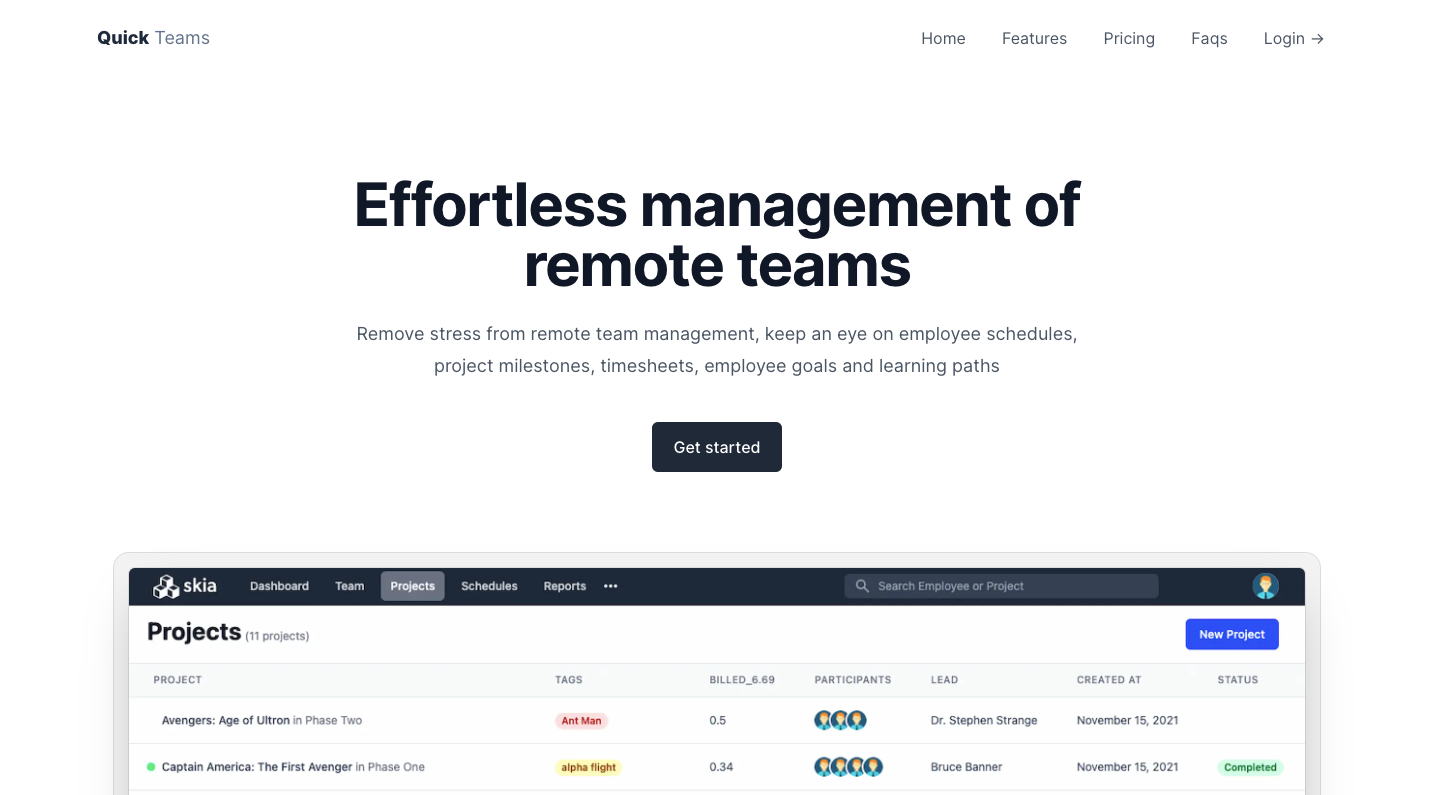 Quick Teams
Home Features Pricing Faqs Login →
Effortless management of
remote teams
Remove stress from remote team management, keep an eye on employee schedules,
project milestones, timesheets, employee goals and learning paths
Get started
skia Dashboard Team Projects Schedules Reports ••• Search Employee or Project
Projects (11 projects) New Project
PROJECT TAGS BILLED_6.69 PARTICIPANTS LEAD CREATED AT STATUS
Avengers: Age of Ultron in Phase Two Ant Man 0.5 Dr. Stephen Strange November 15, 2021
Captain America: The First Avenger in Phase One alpha flight 0.34 Bruce Banner November 15, 2021 Completed